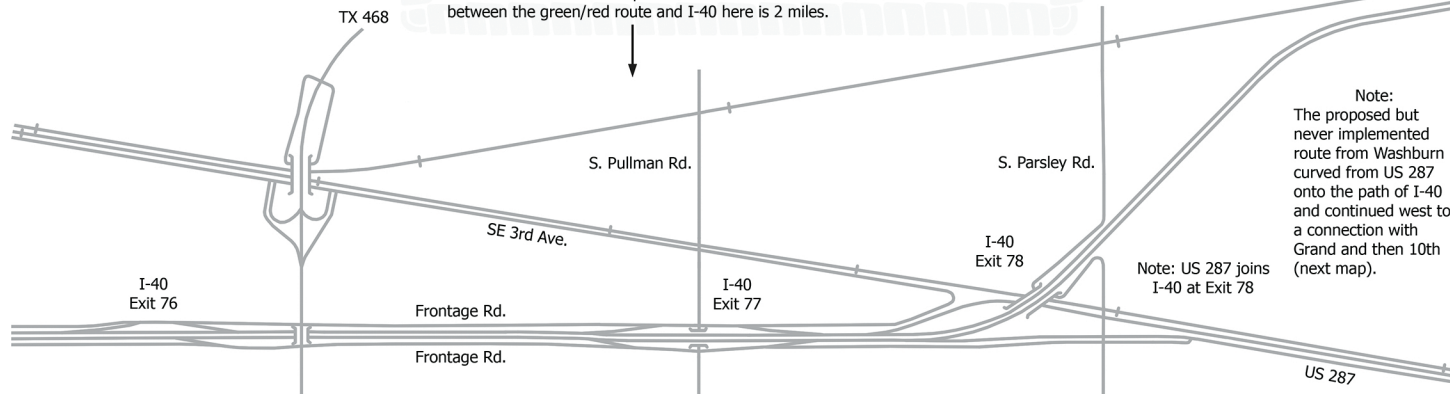 between the green/red route and I-40 here is 2 miles.
TX 468
S. Pullman Rd.
S. Parsley Rd.
SE 3rd Ave.
I-40
Exit 76
Frontage Rd.
Frontage Rd.
I-40
Exit 77
I-40
Exit 78
Note: US 287 joins
I-40 at Exit 78
US 287
Note:
The proposed but
never implemented
route from Washburn
curved from US 287
onto the path of I-40
and continued west to
a connection with
Grand and then 10th
(next map).